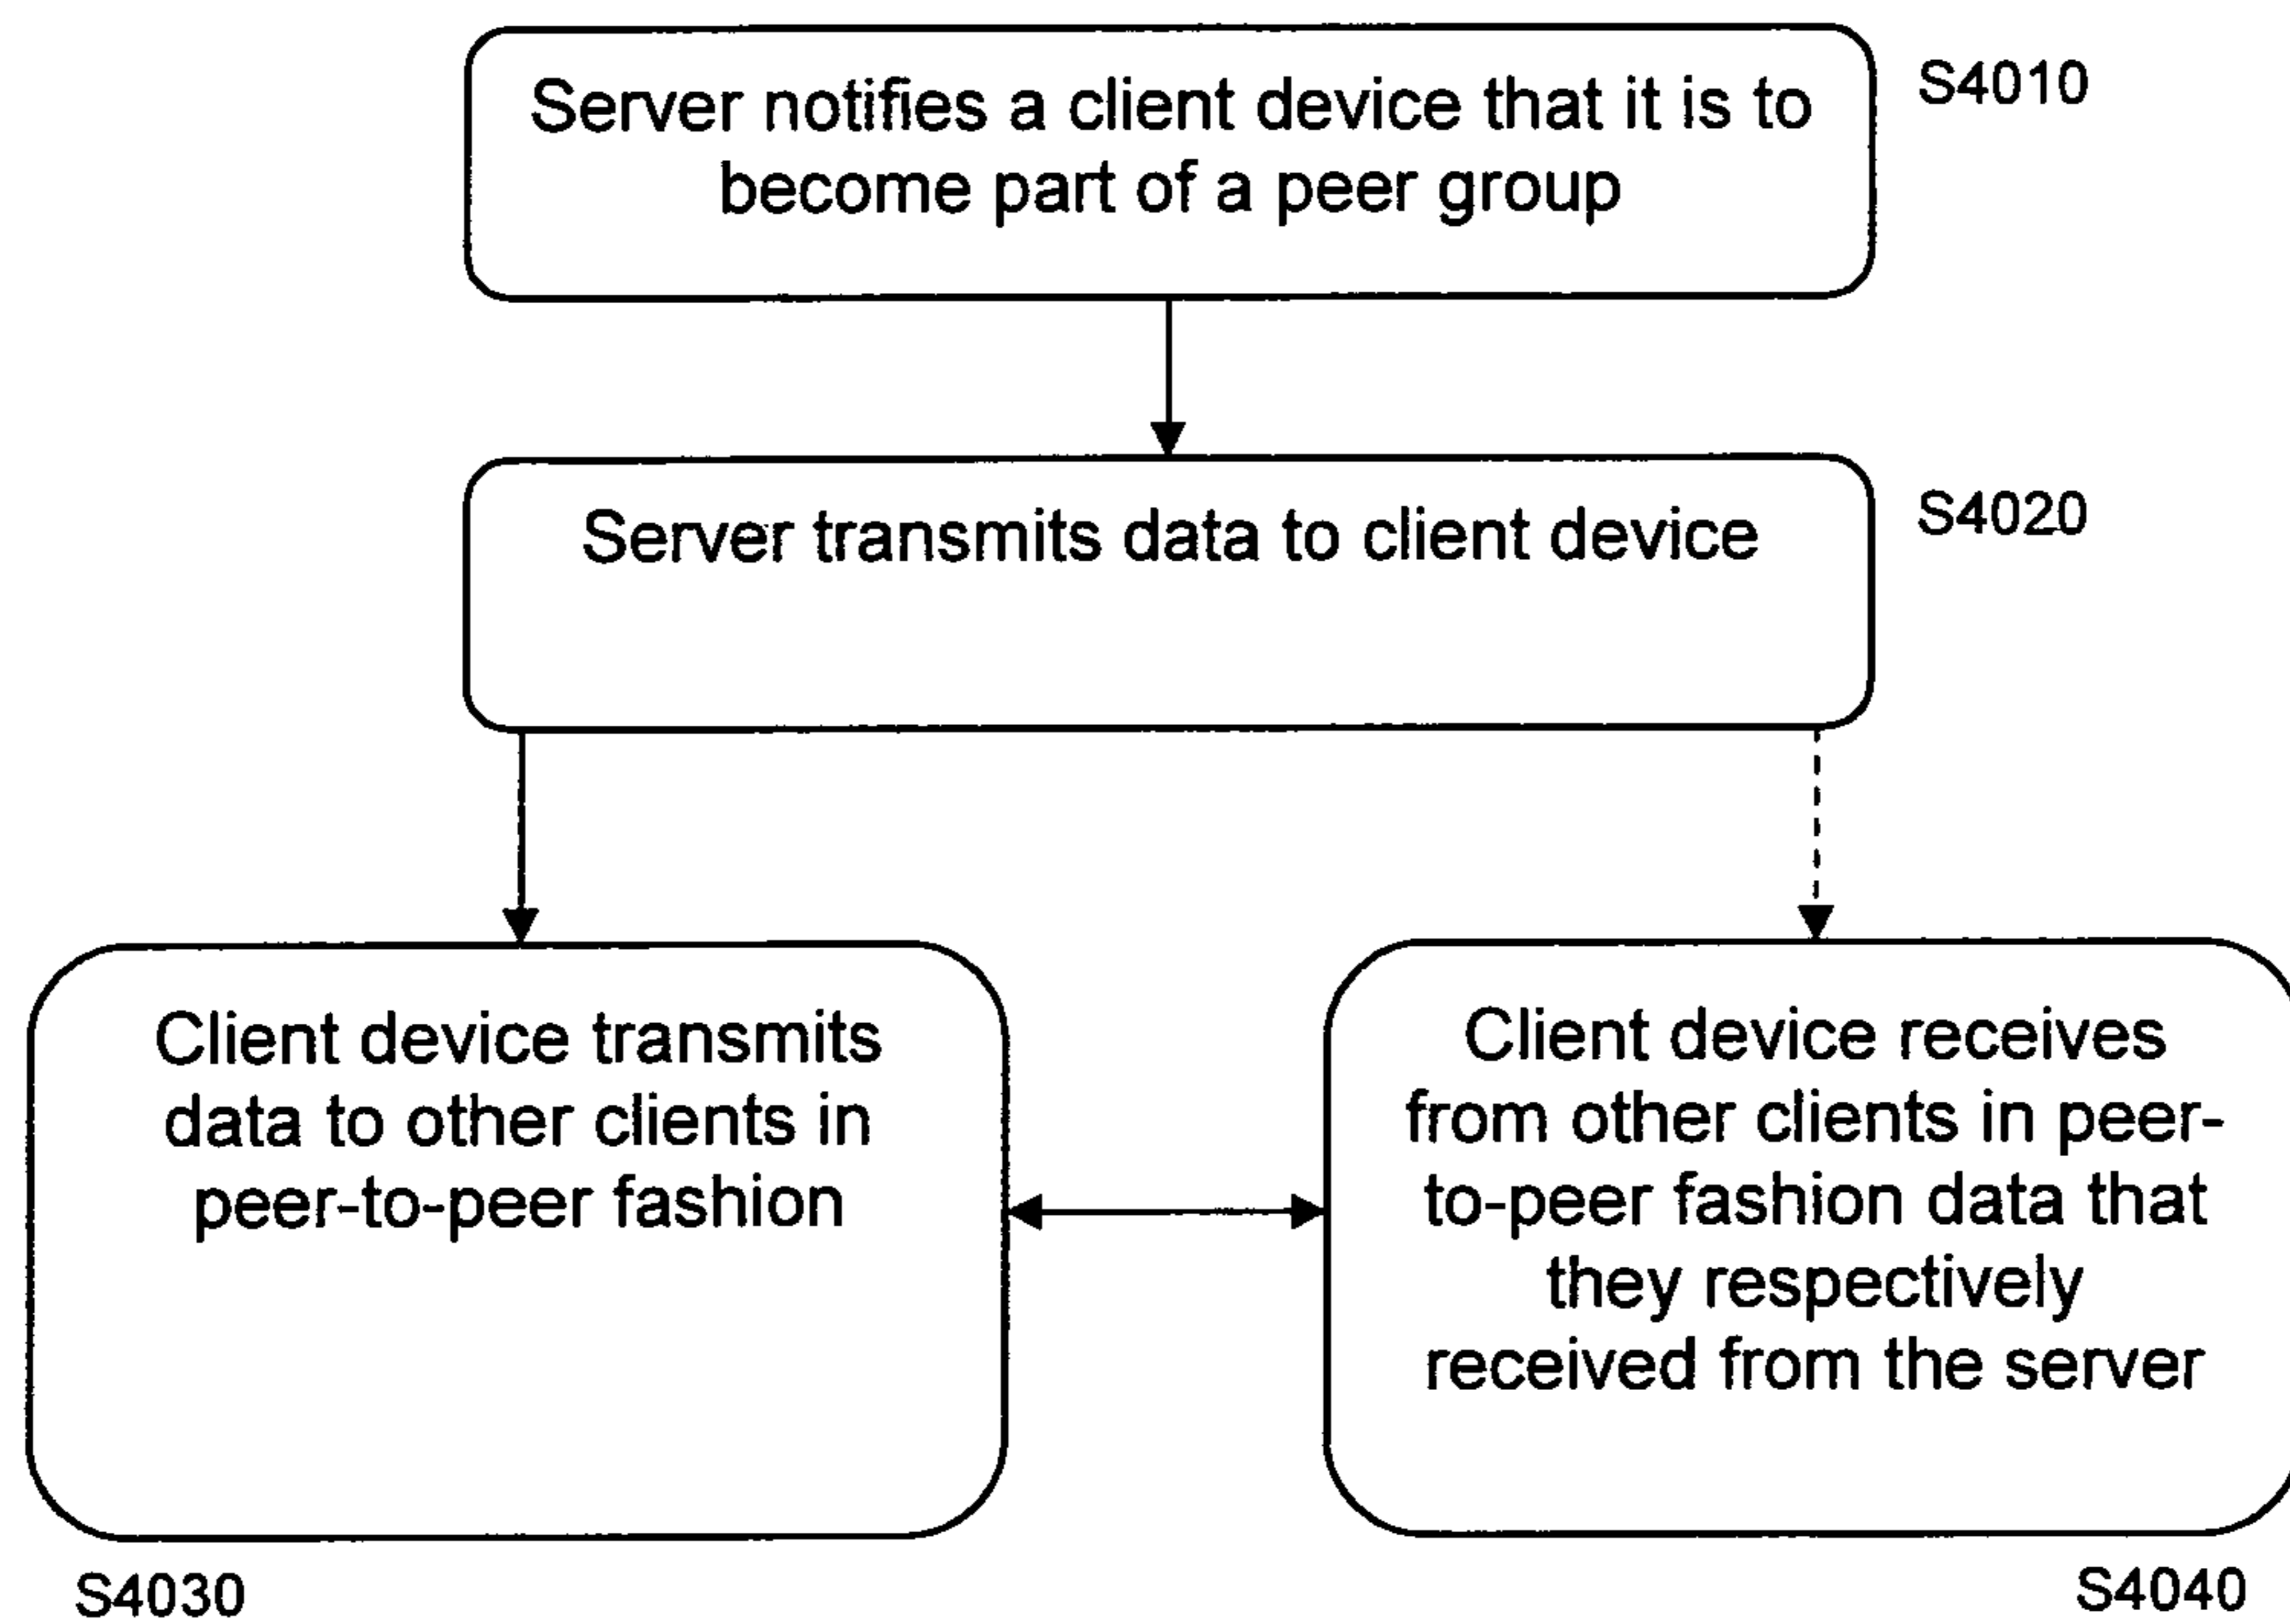 Server notifies a client device that it is to
become part of a peer group
S4010
Server transmits data to client device
S4020
Client device transmits
data to other clients in
peer-to-peer fashion
S4030
Client device receives
from other clients in peer-
to-peer fashion data that
they respectively
received from the server
S4040